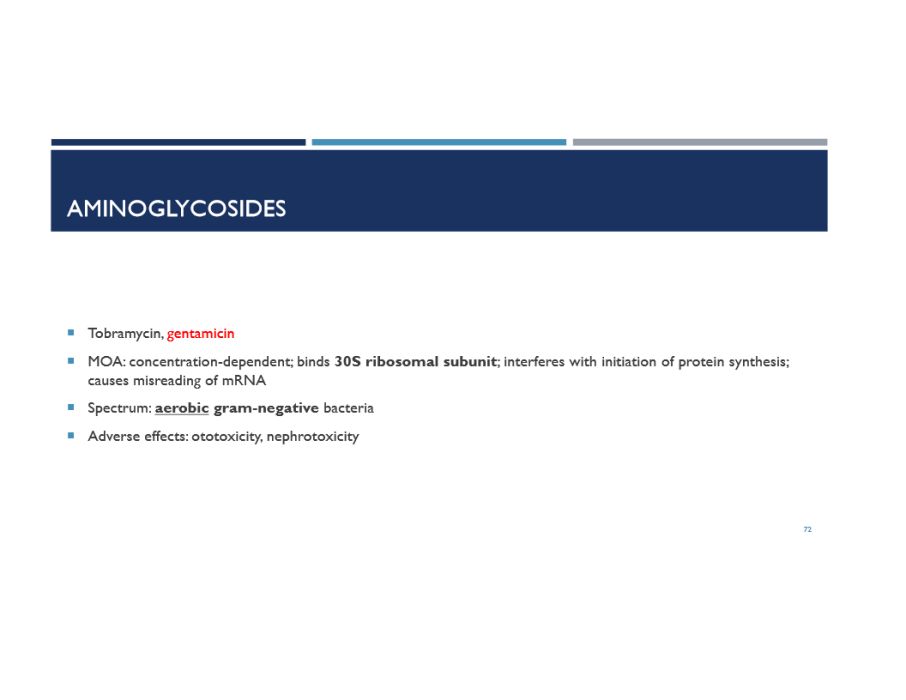 AMINOGLYCOSIDES
Tobramycin, gentamicin
MOA: concentration-dependent; binds 30S ribosomal subunit; interferes with initiation of protein synthesis;
causes misreading of mRNA
Spectrum: aerobic gram-negative bacteria
Adverse effects: ototoxicity, nephrotoxicity
72